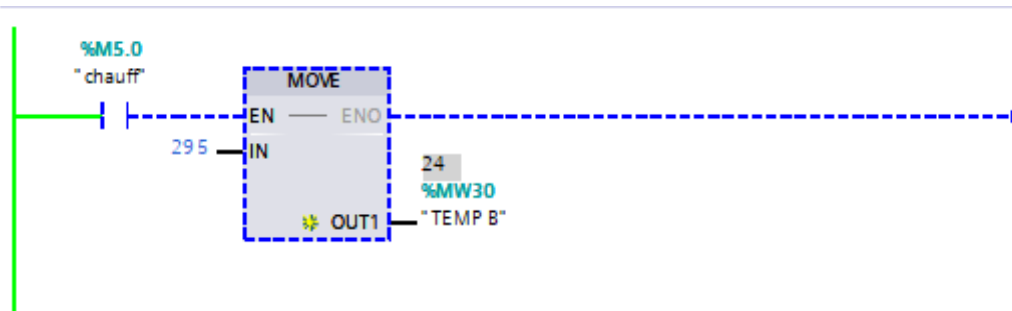 %M5.0
"chauff"
MOVE
EN ENO
295 IN
24
%MW30
OUT1 "TEMP B"